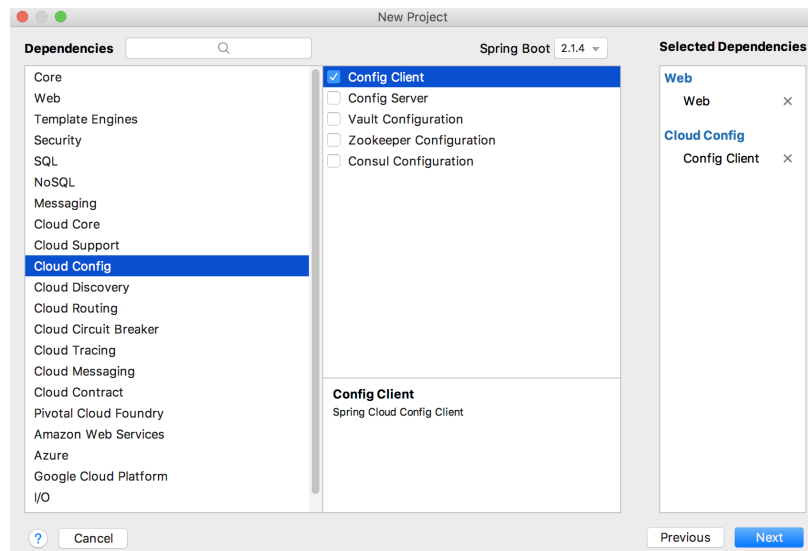 New Project
Dependencies
Spring Boot 2.1.4
Selected Dependencies
Core
Web
Template Engines
Security
SQL
NoSQL
Messaging
Cloud Core
Cloud Support
Cloud Config
Cloud Discovery
Cloud Routing
Cloud Circuit Breaker
Cloud Tracing
Cloud Messaging
Cloud Contract
Pivotal Cloud Foundry
Amazon Web Services
Azure
Google Cloud Platform
I/O
Config Client
Config Server
Vault Configuration
Zookeeper Configuration
Consul Configuration
Config Client
Spring Cloud Config Client
Web
Web ×
Cloud Config
Config Client ×
? Cancel
Previous Next